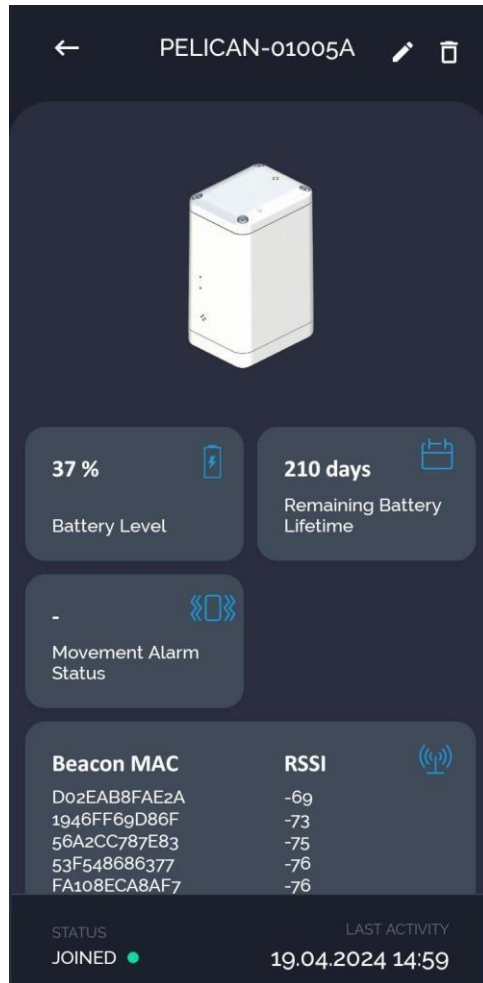 PELICAN-01005A
37 %
Battery Level
210 days
Remaining Battery
Lifetime
-
Movement Alarm
Status
Beacon MAC RSSI
D02EAB8FAE2A -69
1946FF69D86F -73
56A2CC787E83 -75
53F548686377 -76
FA108ECA8AF7 -76
STATUS LAST ACTIVITY
JOINED 19.04.2024 14:59